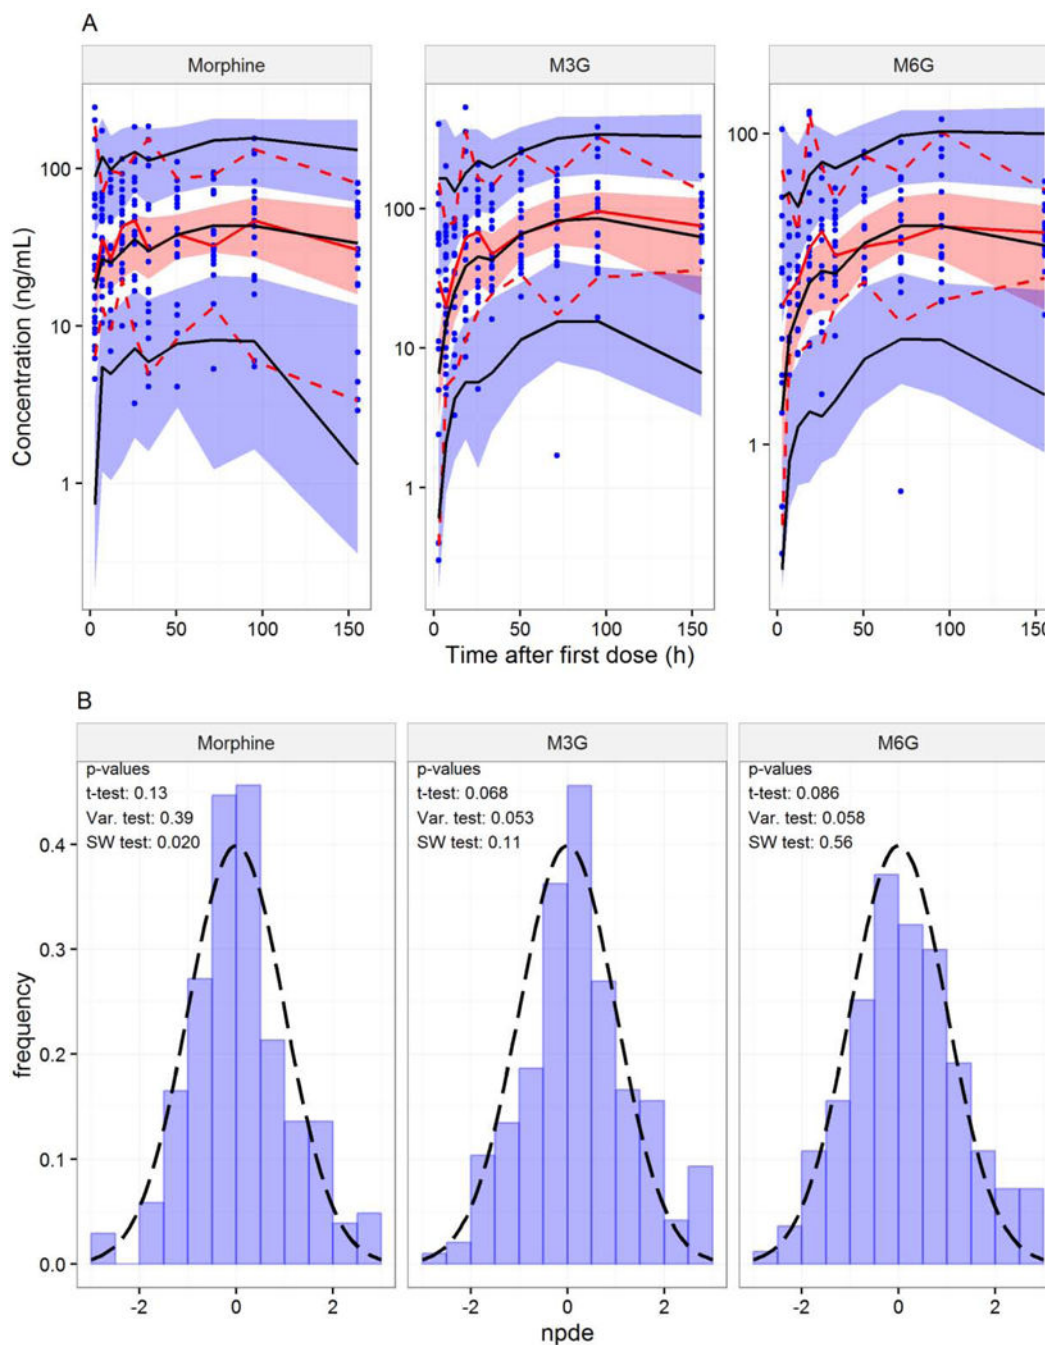 A
Morphine
M3G
M6G
Concentration (ng/mL)
100
10
1
100
10
1
100
1
0 50 100 150
0 50 100 150
0 50 100 150
Time after first dose (h)
B
Morphine
M3G
M6G
p-values
t-test: 0.13
Var. test: 0.39
SW test: 0.020
p-values
t-test: 0.068
Var. test: 0.053
SW test: 0.11
p-values
t-test: 0.086
Var. test: 0.058
SW test: 0.56
frequency
0.4
0.3
0.2
0.1
0.0
-2 0 2
-2 0 2
-2 0 2
npde